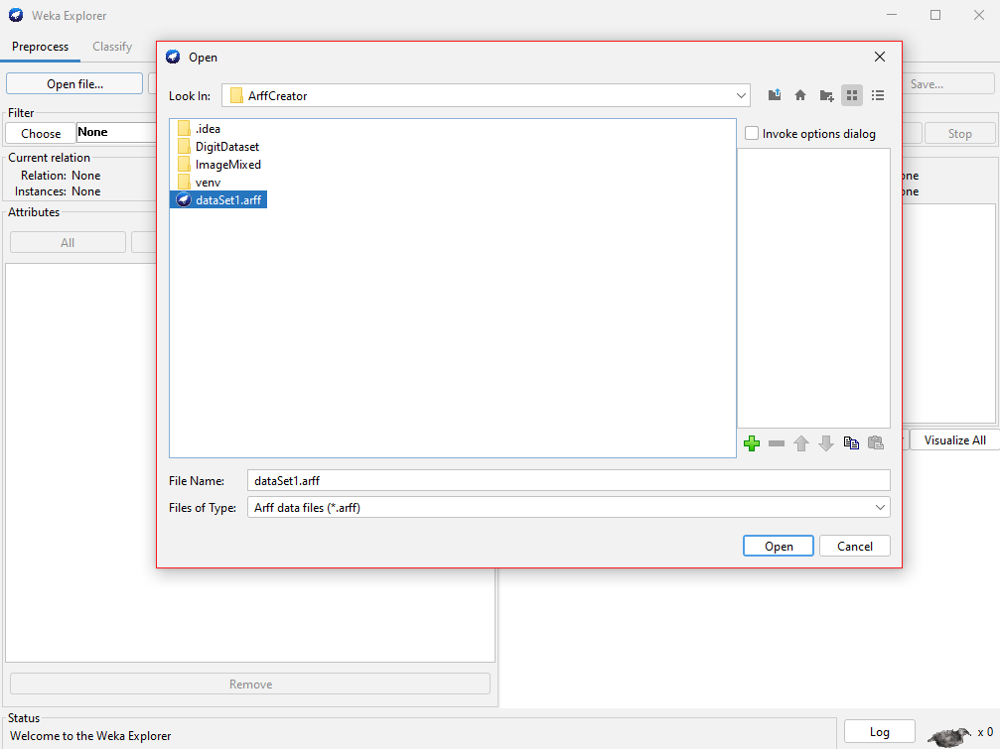 Weka Explorer
Preprocess
Classify
Open file...
Save...
Filter
Choose
None
Stop
Current relation
Relation: None
Instances: None
one
one
Attributes
All
Visualize All
Remove
Status
Welcome to the Weka Explorer
Log
x 0
Open
Look In:
ArffCreator
.idea
DigitDataset
ImageMixed
venv
dataSet1.arff
Invoke options dialog
File Name:
dataSet1.arff
Files of Type:
Arff data files (*.arff)
Open
Cancel